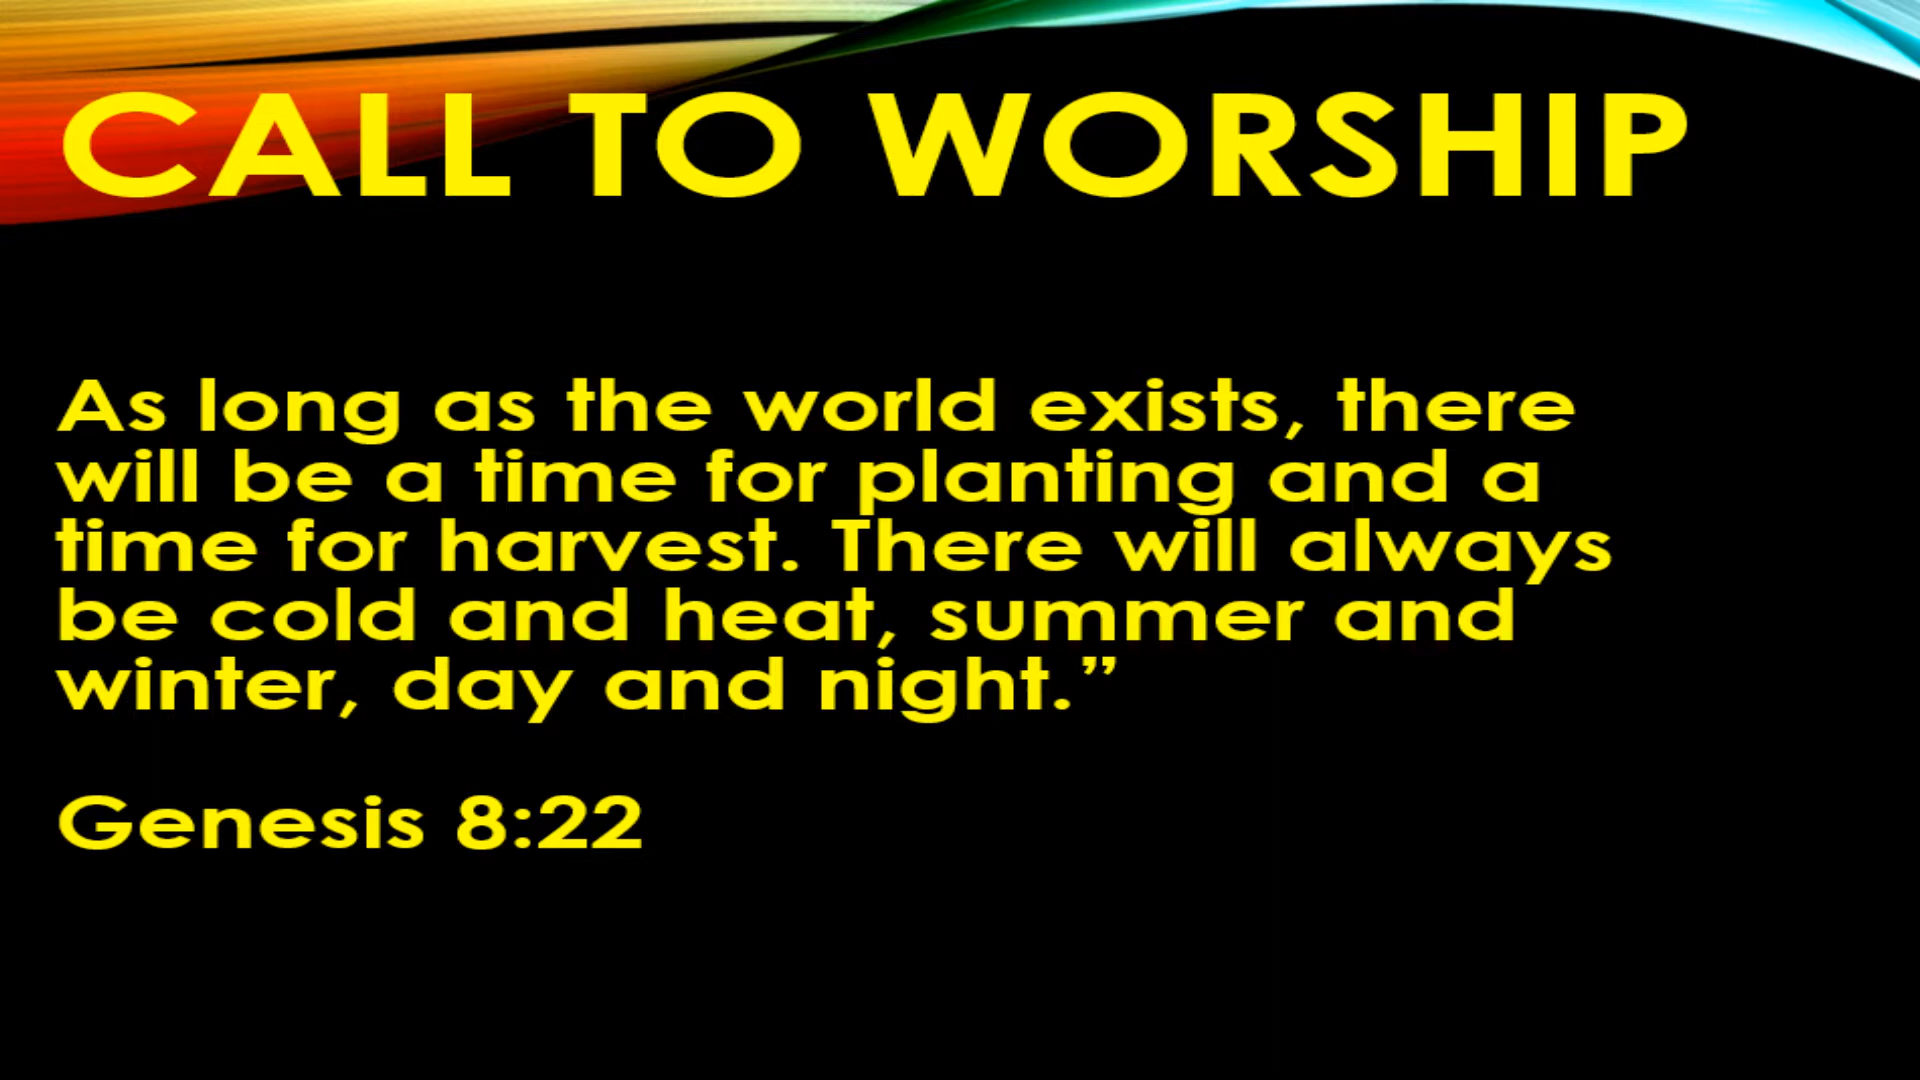 CALL TO WORSHIP
As long as the world exists, there
will be a time for planting and a
time for harvest. There will always
be cold and heat, summer and
winter, day and night.”
Genesis 8:22